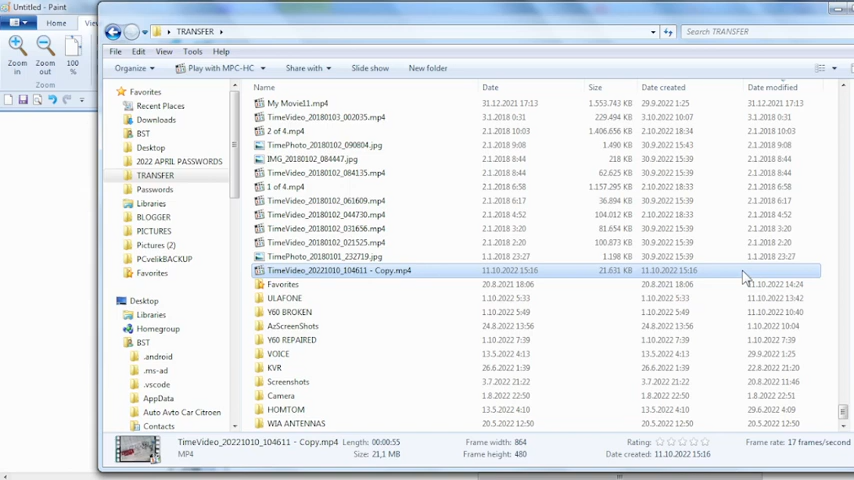 Untitled - Paint
Home
View
TRANSFER
Search TRANSFER
File Edit View Tools Help
Zoom in
Zoom out
100 %
Zoom
Organize Play with MPC-HC Share with Slide show New folder
Name Date Size Date created Date modified
My Movie11.mp4 31.12.2021 17:13 1.553.743 KB 29.9.2022 1:25 31.12.2021 17:13
TimeVideo_20180103_002035.mp4 3.1.2018 0:31 229.494 KB 3.10.2022 10:07 3.1.2018 0:31
2 of 4.mp4 2.1.2018 10:03 1.406.656 KB 2.10.2022 18:34 2.1.2018 10:03
TimePhoto_20180102_090804.jpg 2.1.2018 9:08 1.490 KB 30.9.2022 15:43 2.1.2018 9:08
IMG_20180102_084447.jpg 2.1.2018 8:44 218 KB 30.9.2022 15:39 2.1.2018 8:44
TimeVideo_20180102_084135.mp4 2.1.2018 8:44 62.625 KB 30.9.2022 15:43 2.1.2018 8:44
1 of 4.mp4 2.1.2018 6:58 1.157.295 KB 2.10.2022 18:33 2.1.2018 6:58
TimeVideo_20180102_061609.mp4 2.1.2018 6:17 36.894 KB 30.9.2022 15:43 2.1.2018 6:17
TimeVideo_20180102_044730.mp4 2.1.2018 4:52 104.012 KB 2.10.2022 18:33 2.1.2018 4:52
TimeVideo_20180102_031656.mp4 2.1.2018 3:31 81.654 KB 30.9.2022 15:43 2.1.2018 3:31
TimeVideo_20180102_021525.mp4 2.1.2018 2:20 100.873 KB 30.9.2022 15:43 2.1.2018 2:20
TimePhoto_20180101_232719.jpg 1.1.2018 23:27 1.198 KB 30.9.2022 15:43 1.1.2018 23:27
TimeVideo_20221010_104611 - Copy.mp4 11.10.2022 15:16 21.631 KB 11.10.2022 15:16
Favorites 20.8.2021 18:06 20.8.2021 18:06 11.10.2022 14:24
ULAFONE 1.10.2022 5:33 1.10.2022 5:33 11.10.2022 13:42
Y60 BROKEN 1.10.2022 5:49 1.10.2022 5:49 11.10.2022 10:40
AzScreenShots 24.8.2022 13:56 24.8.2022 13:56 1.10.2022 10:04
Y60 REPAIRED 1.10.2022 7:39 1.10.2022 7:39 1.10.2022 7:40
VOICE 13.5.2022 4:13 13.5.2022 4:13 29.9.2022 1:25
KVR 26.6.2022 1:39 26.6.2022 1:39 13.9.2022 2:20
Screenshots 3.7.2022 21:22 3.7.2022 21:22 20.8.2022 11:46
Camera 1.8.2022 22:50 1.8.2022 22:50 1.8.2022 22:51
HOMTOM 13.5.2022 4:10 13.5.2022 4:10 29.6.2022 4:09
WIA ANTENNAS 20.5.2022 12:50 20.5.2022 12:50 20.5.2022 12:50
Favorites
Recent Places
Downloads
BST
Desktop
2022 APRIL PASSWORDS
TRANSFER
Passwords
Libraries
BLOGGER
PICTURES
Pictures (2)
PCvelikBACKUP
Favorites
Desktop
Libraries
Homegroup
BST
.android
.ms-ad
.vscode
AppData
Auto Avto Car Citroen
Contacts
TimeVideo_20221010_104611 - Copy.mp4 Length: 00:00:55 Frame width: 864 Rating: Frame rate: 17 frames/second
MP4 Size: 21,1 MB Frame height: 480 Date created: 11.10.2022 15:16